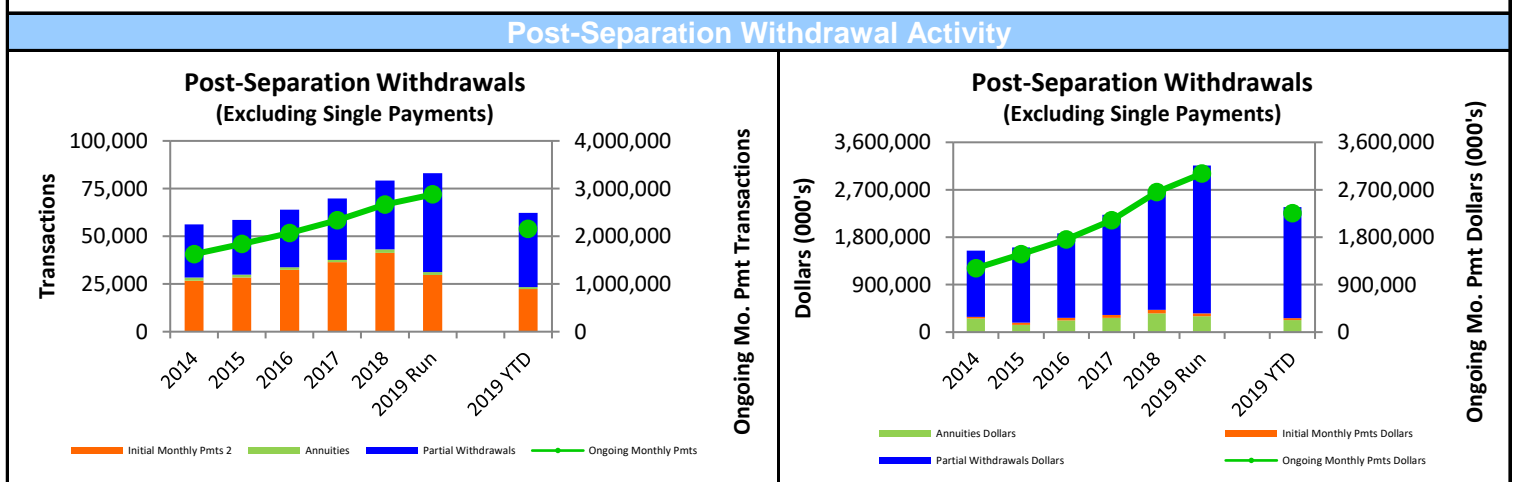 Post-Separation Withdrawal Activity
Post-Separation Withdrawals
(Excluding Single Payments)
Transactions
100,000
75,000
50,000
25,000
0
4,000,000
3,000,000
2,000,000
1,000,000
0
Ongoing Mo. Pmt Transactions
2014
2015
2016
2017
2018
2019 Run
2019 YTD
Initial Monthly Pmts 2
Annuities
Partial Withdrawals
Ongoing Monthly Pmts
Post-Separation Withdrawals
(Excluding Single Payments)
Dollars (000's)
3,600,000
2,700,000
1,800,000
900,000
0
3,600,000
2,700,000
1,800,000
900,000
0
Ongoing Mo. Pmt Dollars (000's)
2014
2015
2016
2017
2018
2019 Run
2019 YTD
Annuities Dollars
Initial Monthly Pmts Dollars
Partial Withdrawals Dollars
Ongoing Monthly Pmts Dollars